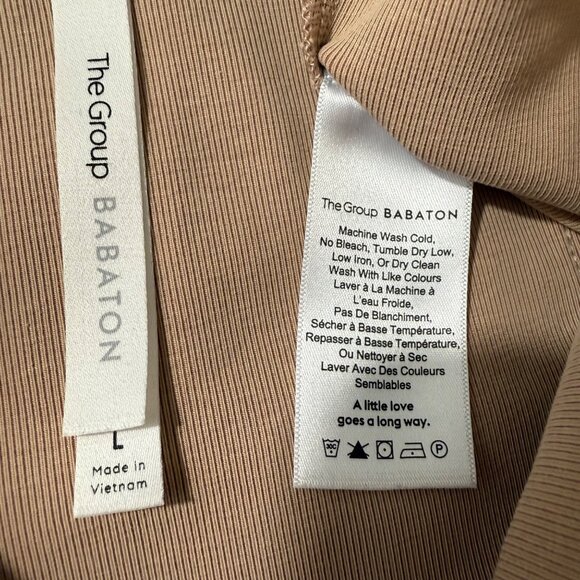 The Group BABATON
L
Made in
Vietnam
The Group BABATON
Machine Wash Cold,
No Bleach, Tumble Dry Low,
Low Iron, Or Dry Clean
Wash With Like Colours
Laver à La Machine à
L'eau Froide,
Pas De Blanchiment,
Sécher à Basse Température,
Repasser à Basse Température,
Ou Nettoyer à Sec
Laver Avec Des Couleurs
Semblables
A little love
goes a long way.
30C
P